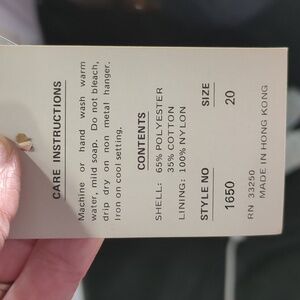 CARE INSTRUCTIONS
Machine or hand wash warm
water, mild soap. Do not bleach,
drip dry on non metal hanger.
Iron on cool setting.
CONTENTS
SHELL: 65% POLYESTER
35% COTTON
LINING: 100% NYLON
STYLE NO SIZE
1650 20
RN 33250
MADE IN HONG KONG